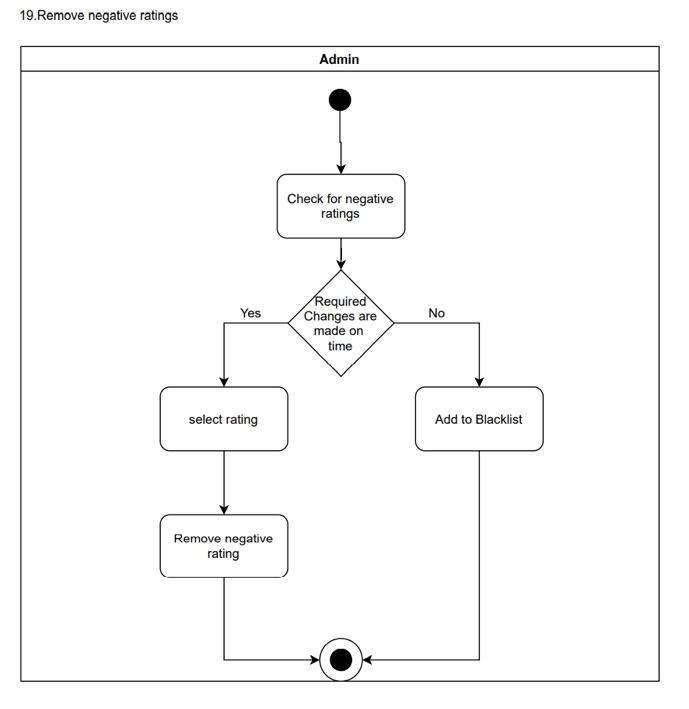 19.Remove negative ratings
Admin
Check for negative
ratings
Yes
Required
Changes are
made on
time
No
select rating
Add to Blacklist
Remove negative
rating